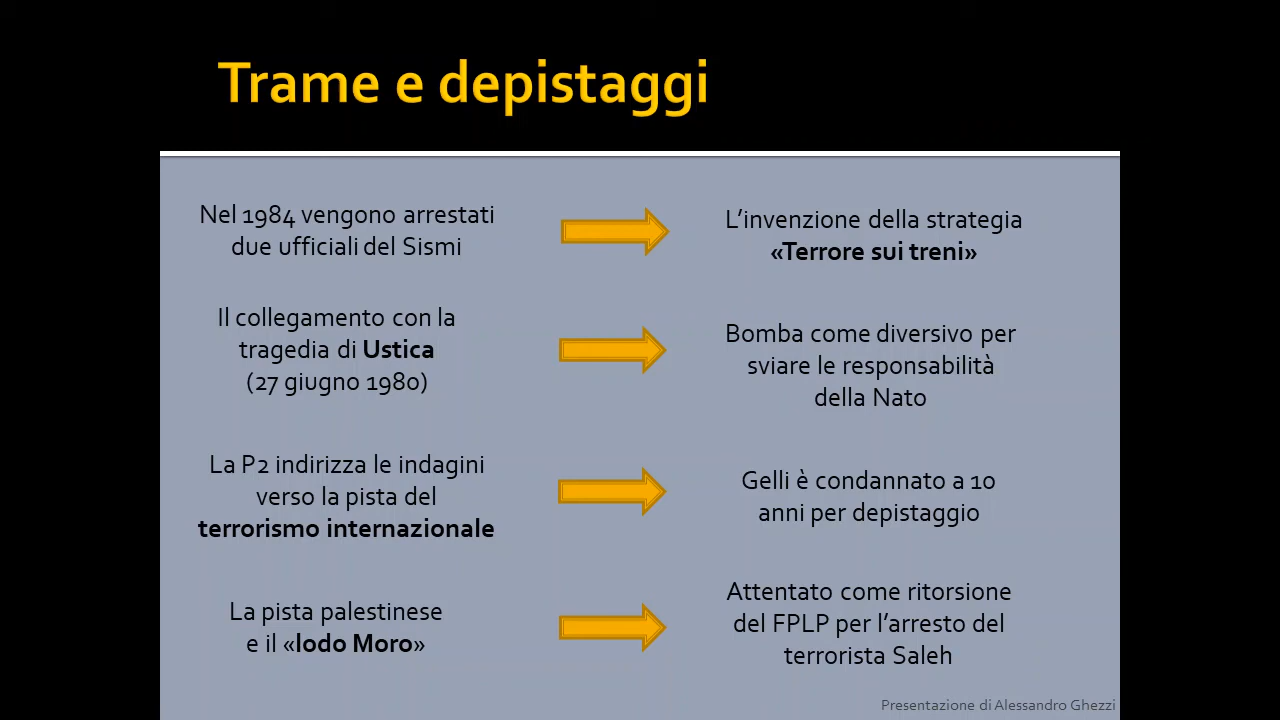 Trame e depistaggi
Nel 1984 vengono arrestati
due ufficiali del Sismi
L’invenzione della strategia
«Terrore sui treni»
Il collegamento con la
tragedia di Ustica
(27 giugno 1980)
Bomba come diversivo per
sviare le responsabilità
della Nato
La P2 indirizza le indagini
verso la pista del
terrorismo internazionale
Gelli è condannato a 10
anni per depistaggio
La pista palestinese
e il «lodo Moro»
Attentato come ritorsione
del FPLP per l’arresto del
terrorista Saleh
Presentazione di Alessandro Ghezzi